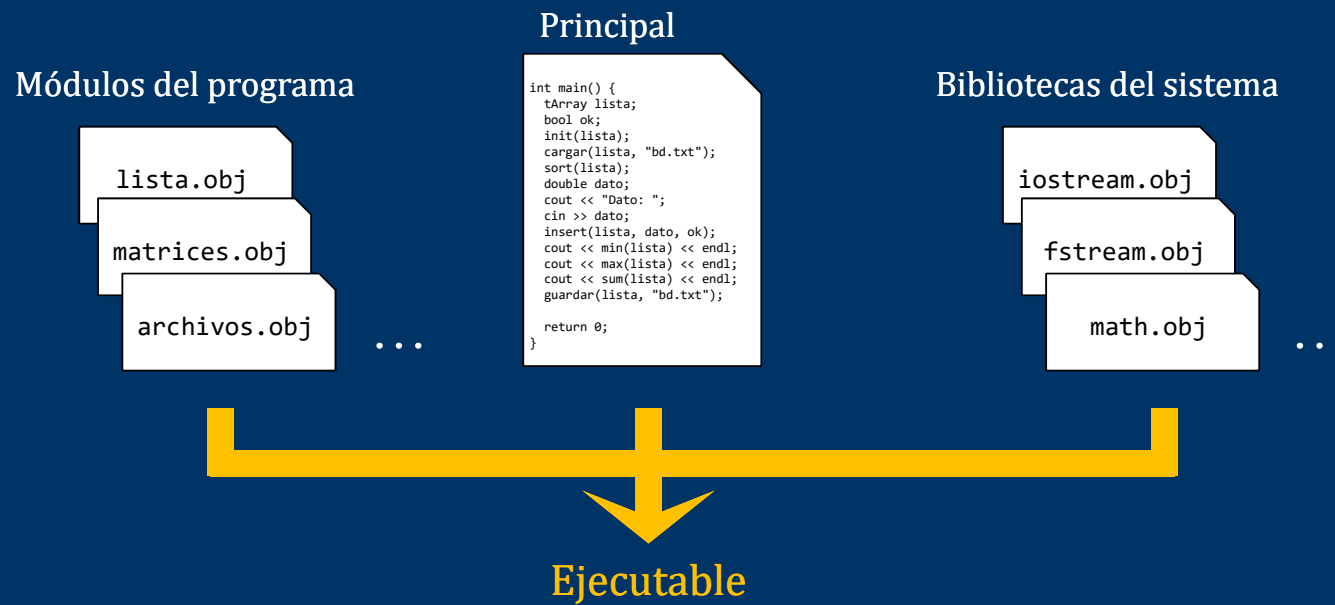 Principal
Módulos del programa
Bibliotecas del sistema
lista.obj
matrices.obj
archivos.obj
...
int main() {
  tArray lista;
  bool ok;
  init(lista);
  cargar(lista, "bd.txt");
  sort(lista);
  double dato;
  cout << "Dato: ";
  cin >> dato;
  insert(lista, dato, ok);
  cout << min(lista) << endl;
  cout << max(lista) << endl;
  cout << sum(lista) << endl;
  guardar(lista, "bd.txt");
  return 0;
}
iostream.obj
fstream.obj
math.obj
..
Ejecutable